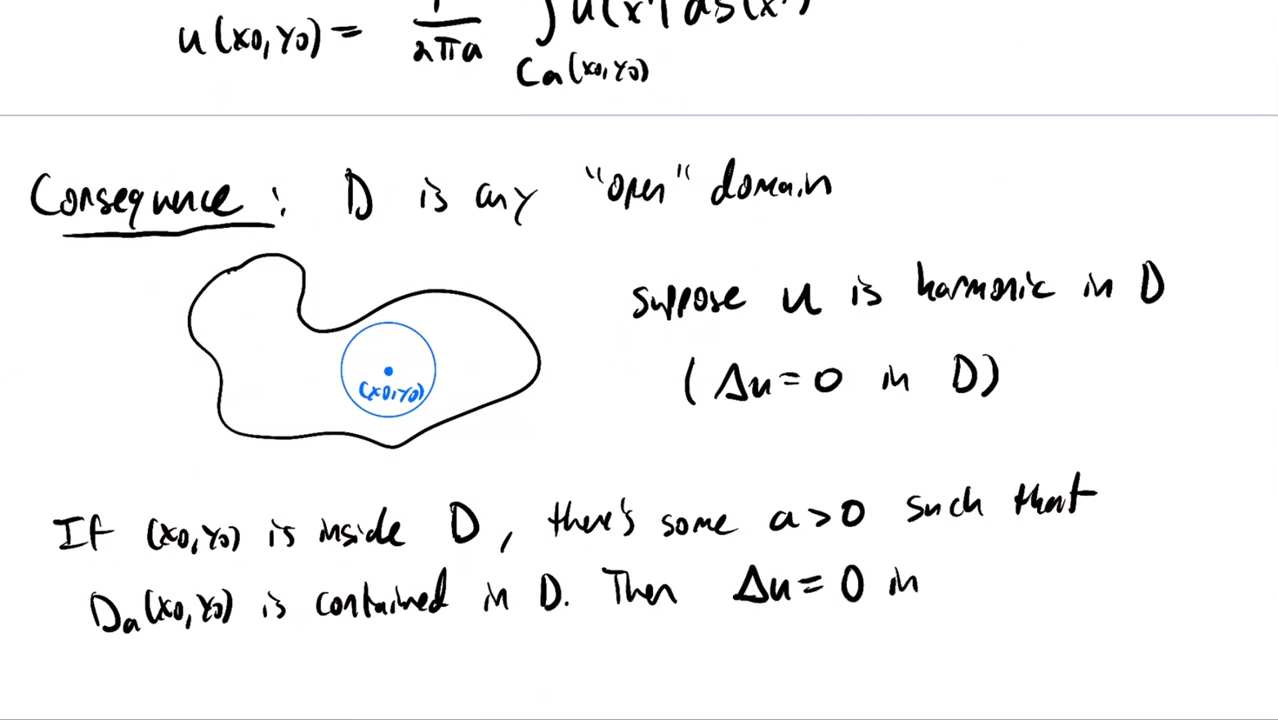 u(x0,y0) = 1/2πa ∫ u(x') ds(x')
Ca(x0,y0)
Consequence: D is any "open" domain
suppose u is harmonic in D
(Δu=0 in D)
(x0,y0)
If (x0,y0) is inside D, there's some a>0 such that
Da(x0,y0) is contained in D. Then Δu=0 in